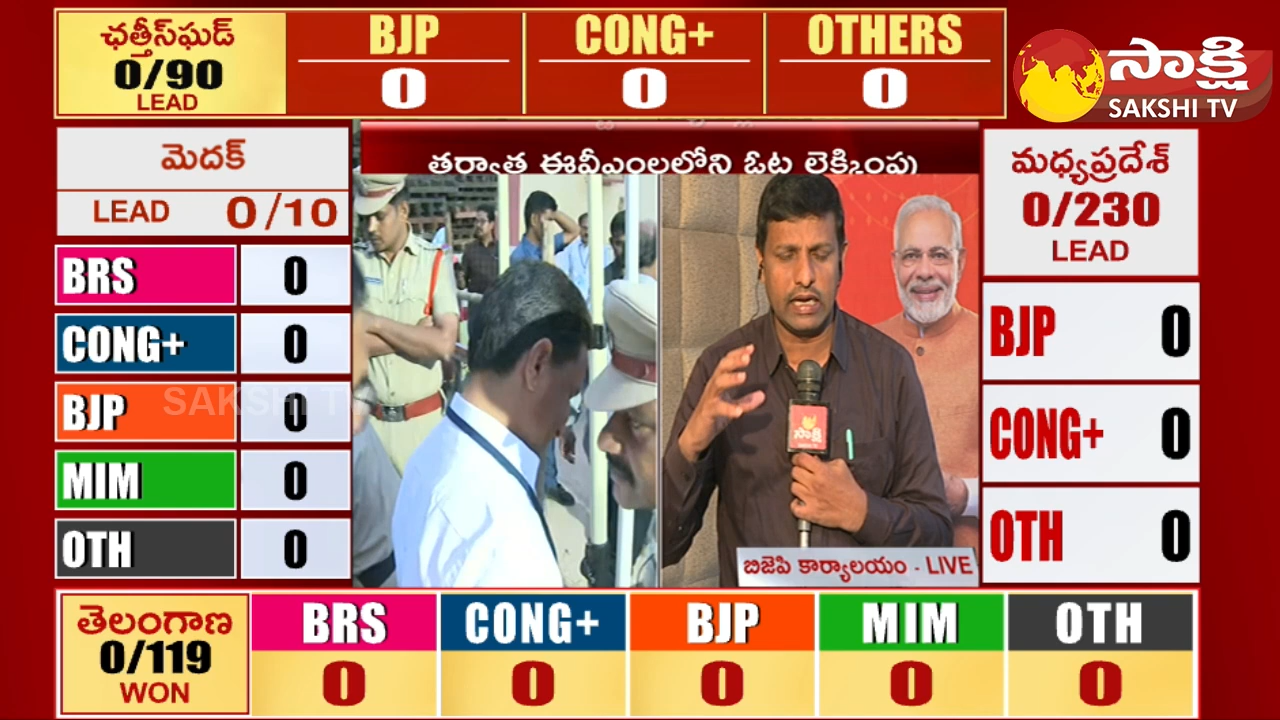 ఛత్తీస్‌ఘడ్
0/90
LEAD
BJP
0
CONG+
0
OTHERS
0
సాక్షి
SAKSHI TV
మెదక్
LEAD 0/10
BRS 0
CONG+ 0
BJP 0
MIM 0
OTH 0
SAKSHI TV
తర్వాత ఈవీఎంలలోని ఓట్ల లెక్కింపు
సాక్షి
బిజెపి కార్యాలయం - LIVE
మధ్యప్రదేశ్
0/230
LEAD
BJP 0
CONG+ 0
OTH 0
తెలంగాణ
0/119
WON
BRS
0
CONG+
0
BJP
0
MIM
0
OTH
0